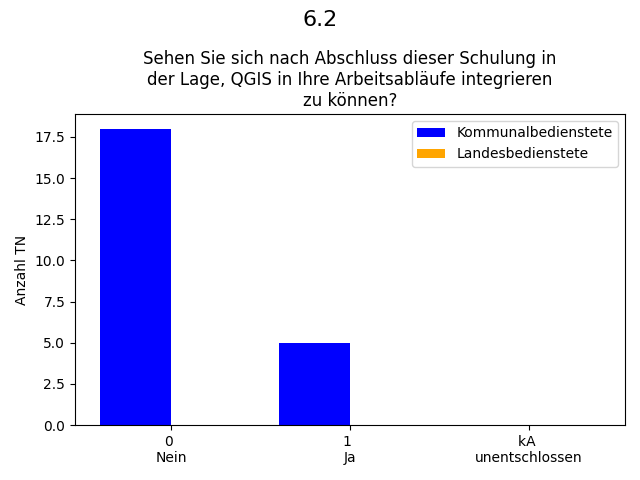 6.2
Sehen Sie sich nach Abschluss dieser Schulung in
der Lage, QGIS in Ihre Arbeitsabläufe integrieren
zu können?
Kommunalbedienstete
Landesbedienstete
Anzahl TN
17.5
15.0
12.5
10.0
7.5
5.0
2.5
0.0
0
Nein
1
Ja
kA
unentschlossen